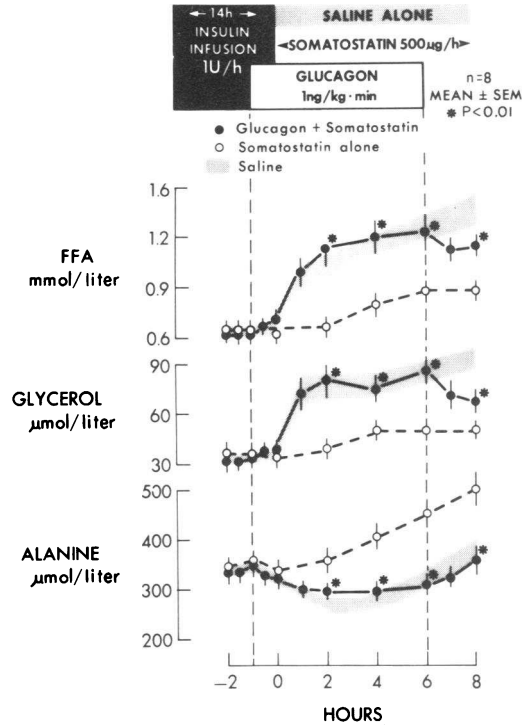 14h
INSULIN
INFUSION
1U/h
SALINE ALONE
SOMATOSTATIN 500µg/h
GLUCAGON
1ng/kg·min
n=8
MEAN ± SEM
* P<0.01
Glucagon + Somatostatin
Somatostatin alone
Saline
FFA
mmol/liter
1.6
1.2
0.9
0.6
GLYCEROL
µmol/liter
90
60
30
ALANINE
µmol/liter
500
400
300
200
-2 0 2 4 6 8
HOURS